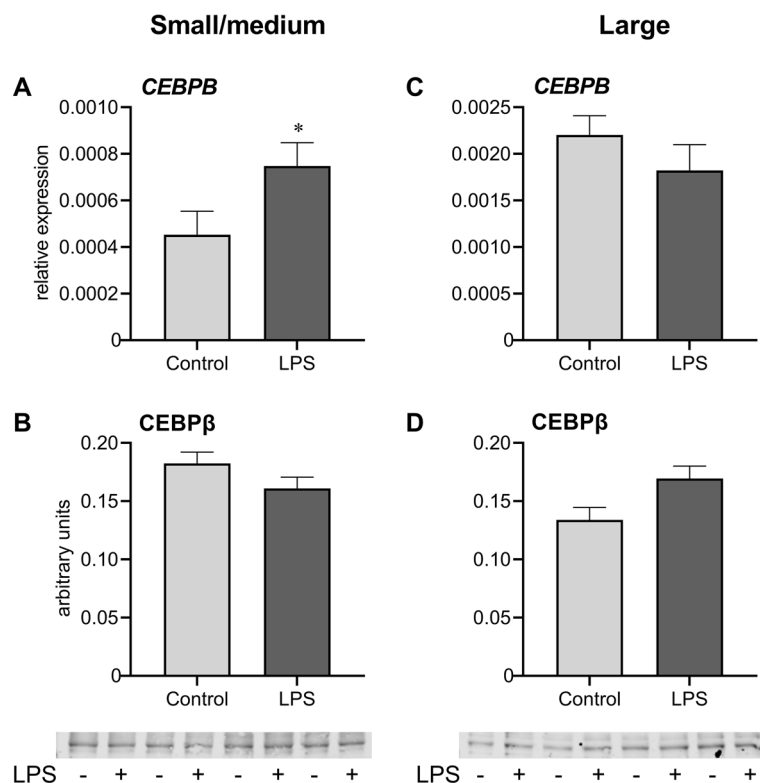 Small/medium
Large
A
CEBPB
relative expression
0.0010
0.0008
0.0006
0.0004
0.0002
0
*
Control
LPS
C
CEBPB
0.0025
0.0020
0.0015
0.0010
0.0005
0
Control
LPS
B
CEBPβ
arbitrary units
0.20
0.15
0.10
0.05
0
Control
LPS
D
CEBPβ
0.20
0.15
0.10
0.05
0
Control
LPS
LPS - + - + - + - +
LPS - + - + - + - +